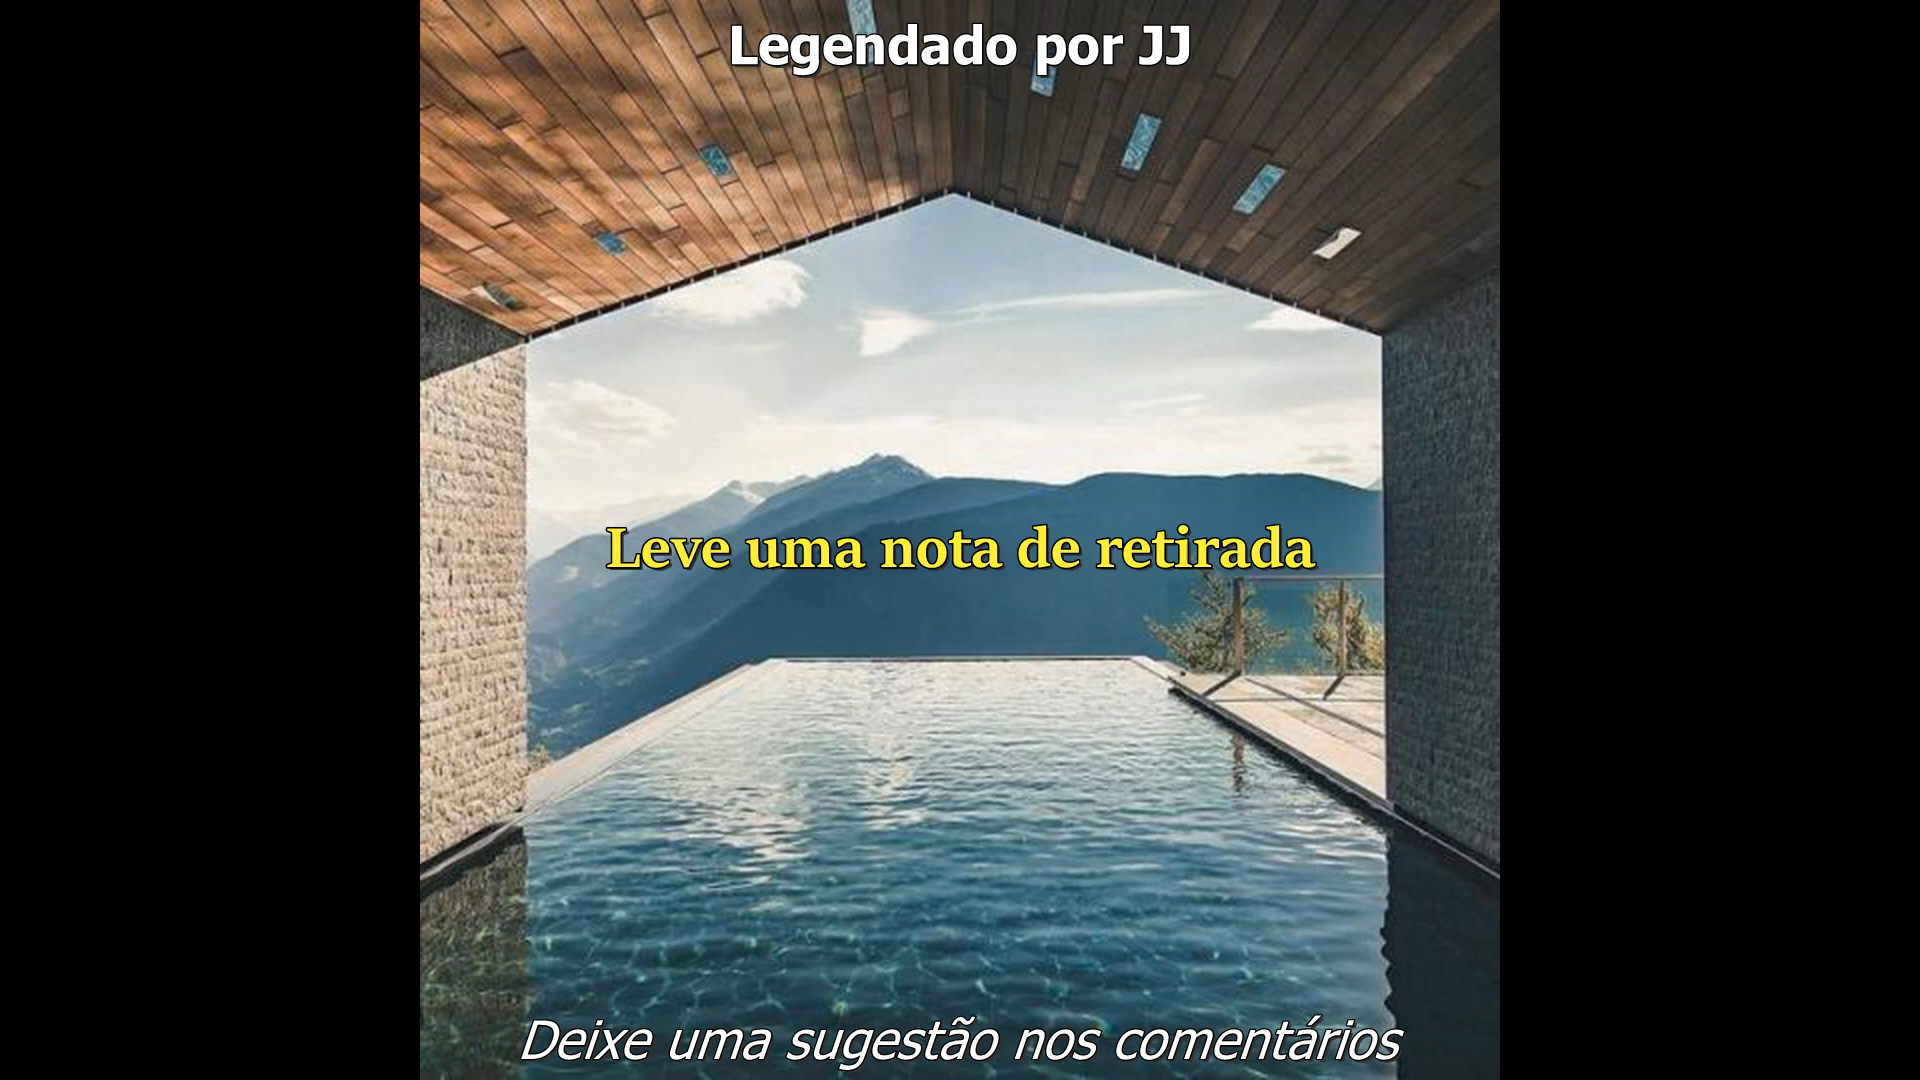 Legendado por JJ
Leve uma nota de retirada
Deixe uma sugestão nos comentários